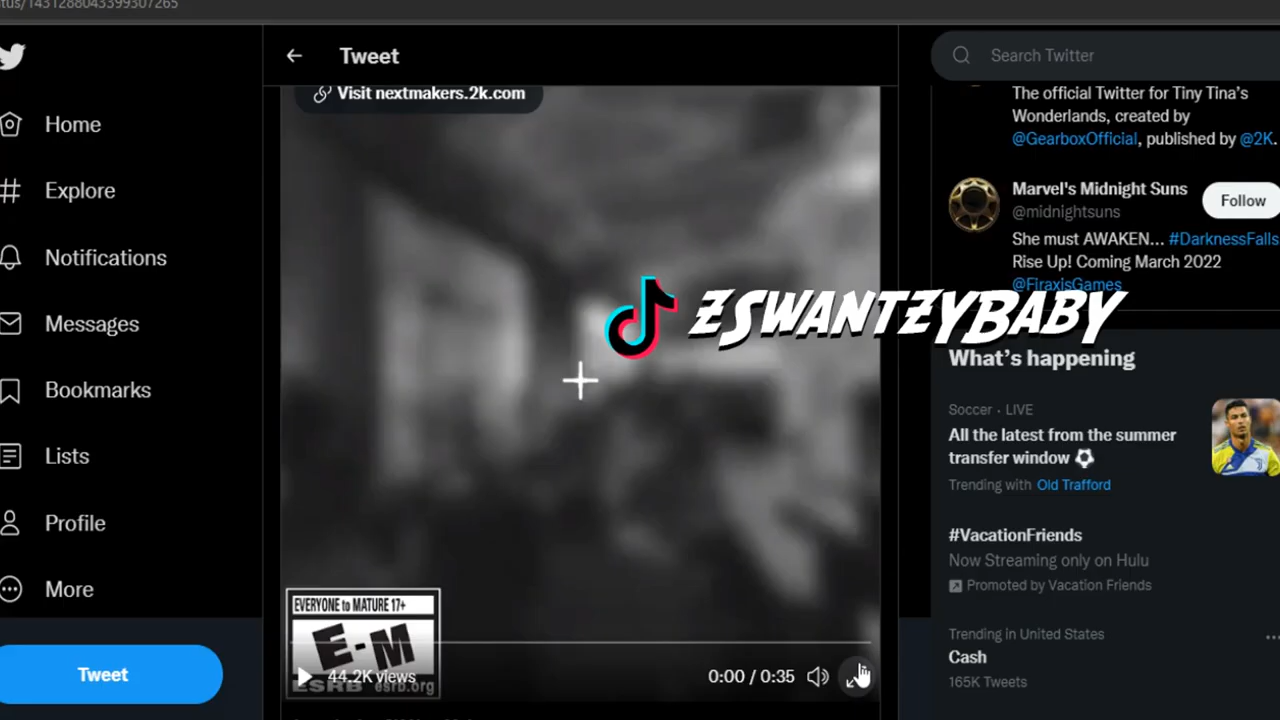 tus/1431288043399307265
Home
Explore
Notifications
Messages
Bookmarks
Lists
Profile
More
Tweet
Tweet
Visit nextmakers.2k.com
EVERYONE to MATURE 17+
E-M
ESRB esrb.org
44.2K views
0:00 / 0:35
ZSWANTZYBABY
Search Twitter
The official Twitter for Tiny Tina's
Wonderlands, created by
@GearboxOfficial, published by @2K.
Marvel's Midnight Suns
@midnightsuns
Follow
She must AWAKEN... #DarknessFalls
Rise Up! Coming March 2022
@FiraxisGames
What's happening
Soccer · LIVE
All the latest from the summer
transfer window
Trending with Old Trafford
#VacationFriends
Now Streaming only on Hulu
Promoted by Vacation Friends
Trending in United States
Cash
165K Tweets